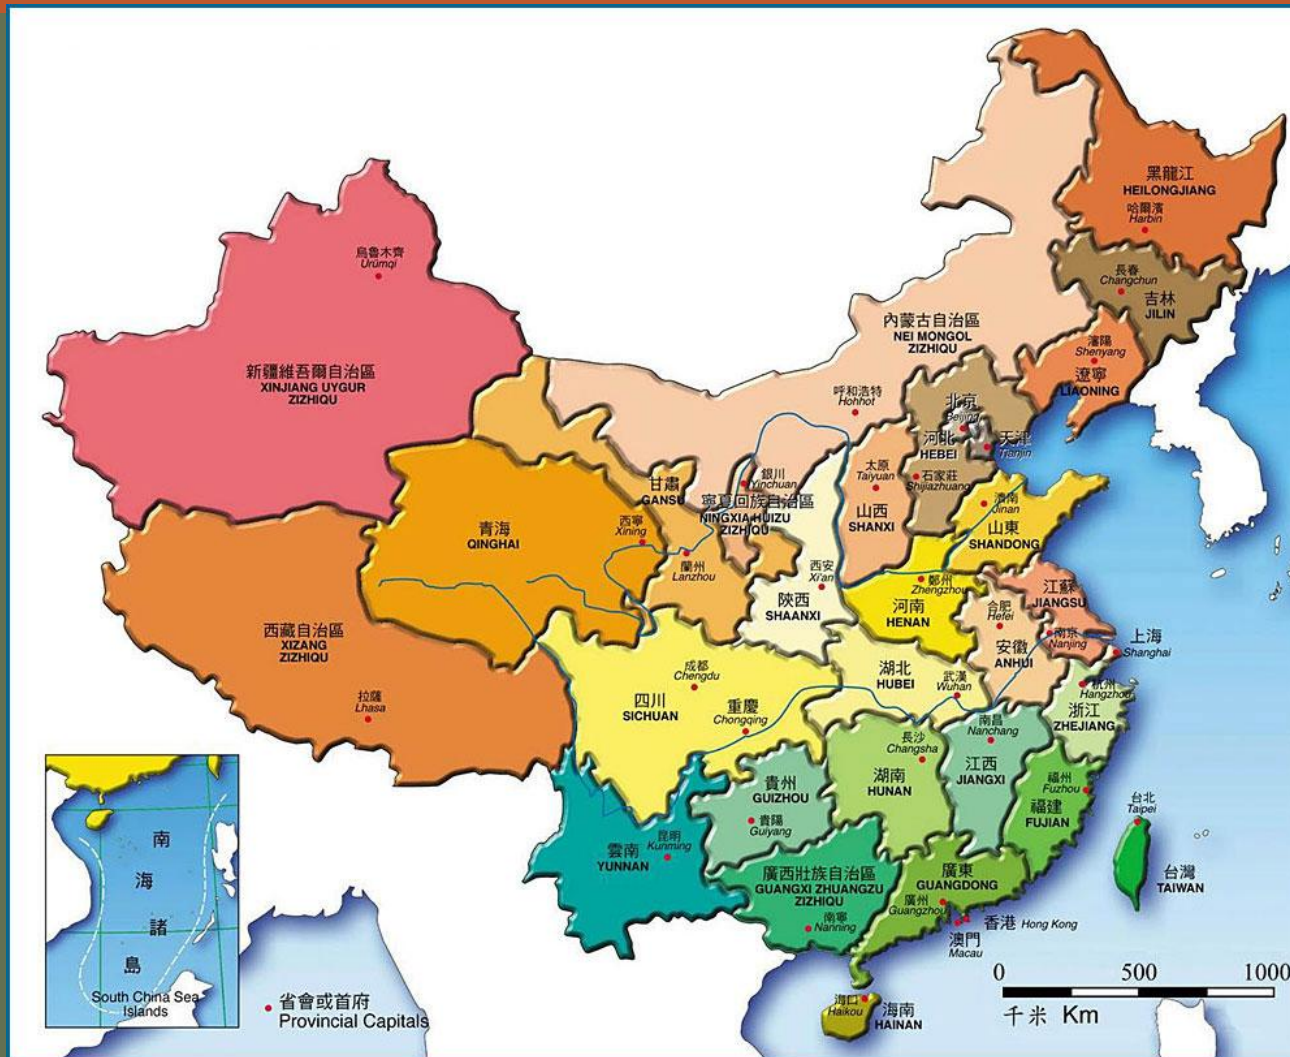 黑龍江
HEILONGJIANG
哈爾濱
Harbin
長春
Changchun
吉林
JILIN
瀋陽
Shenyang
遼寧
LIAONING
內蒙古自治區
NEI MONGOL
ZIZHIQU
呼和浩特
Hohhot
烏魯木齊
Urümqi
新疆維吾爾自治區
XINJIANG UYGUR
ZIZHIQU
北京
Beijing
天津
Tianjin
河北
HEBEI
石家莊
Shijiazhuang
太原
Taiyuan
山西
SHANXI
濟南
Jinan
山東
SHANDONG
甘肅
GANSU
銀川
Yinchuan
寧夏回族自治區
NINGXIA HUIZU
ZIZHIQU
青海
QINGHAI
西寧
Xining
蘭州
Lanzhou
西安
Xi'an
陝西
SHAANXI
鄭州
Zhengzhou
河南
HENAN
江蘇
JIANGSU
合肥
Hefei
安徽
ANHUI
南京
Nanjing
上海
Shanghai
西藏自治區
XIZANG
ZIZHIQU
拉薩
Lhasa
成都
Chengdu
四川
SICHUAN
重慶
Chongqing
湖北
HUBEI
武漢
Wuhan
杭州
Hangzhou
浙江
ZHEJIANG
長沙
Changsha
湖南
HUNAN
南昌
Nanchang
江西
JIANGXI
福州
Fuzhou
福建
FUJIAN
貴州
GUIZHOU
貴陽
Guiyang
昆明
Kunming
雲南
YUNNAN
廣西壯族自治區
GUANGXI ZHUANGZU
ZIZHIQU
南寧
Nanning
廣東
GUANGDONG
廣州
Guangzhou
香港 Hong Kong
澳門
Macau
台北
Taipei
台灣
TAIWAN
海口
Haikou
海南
HAINAN
南
海
諸
島
South China Sea
Islands
省會或首府
Provincial Capitals
0 500 1000
千米 Km